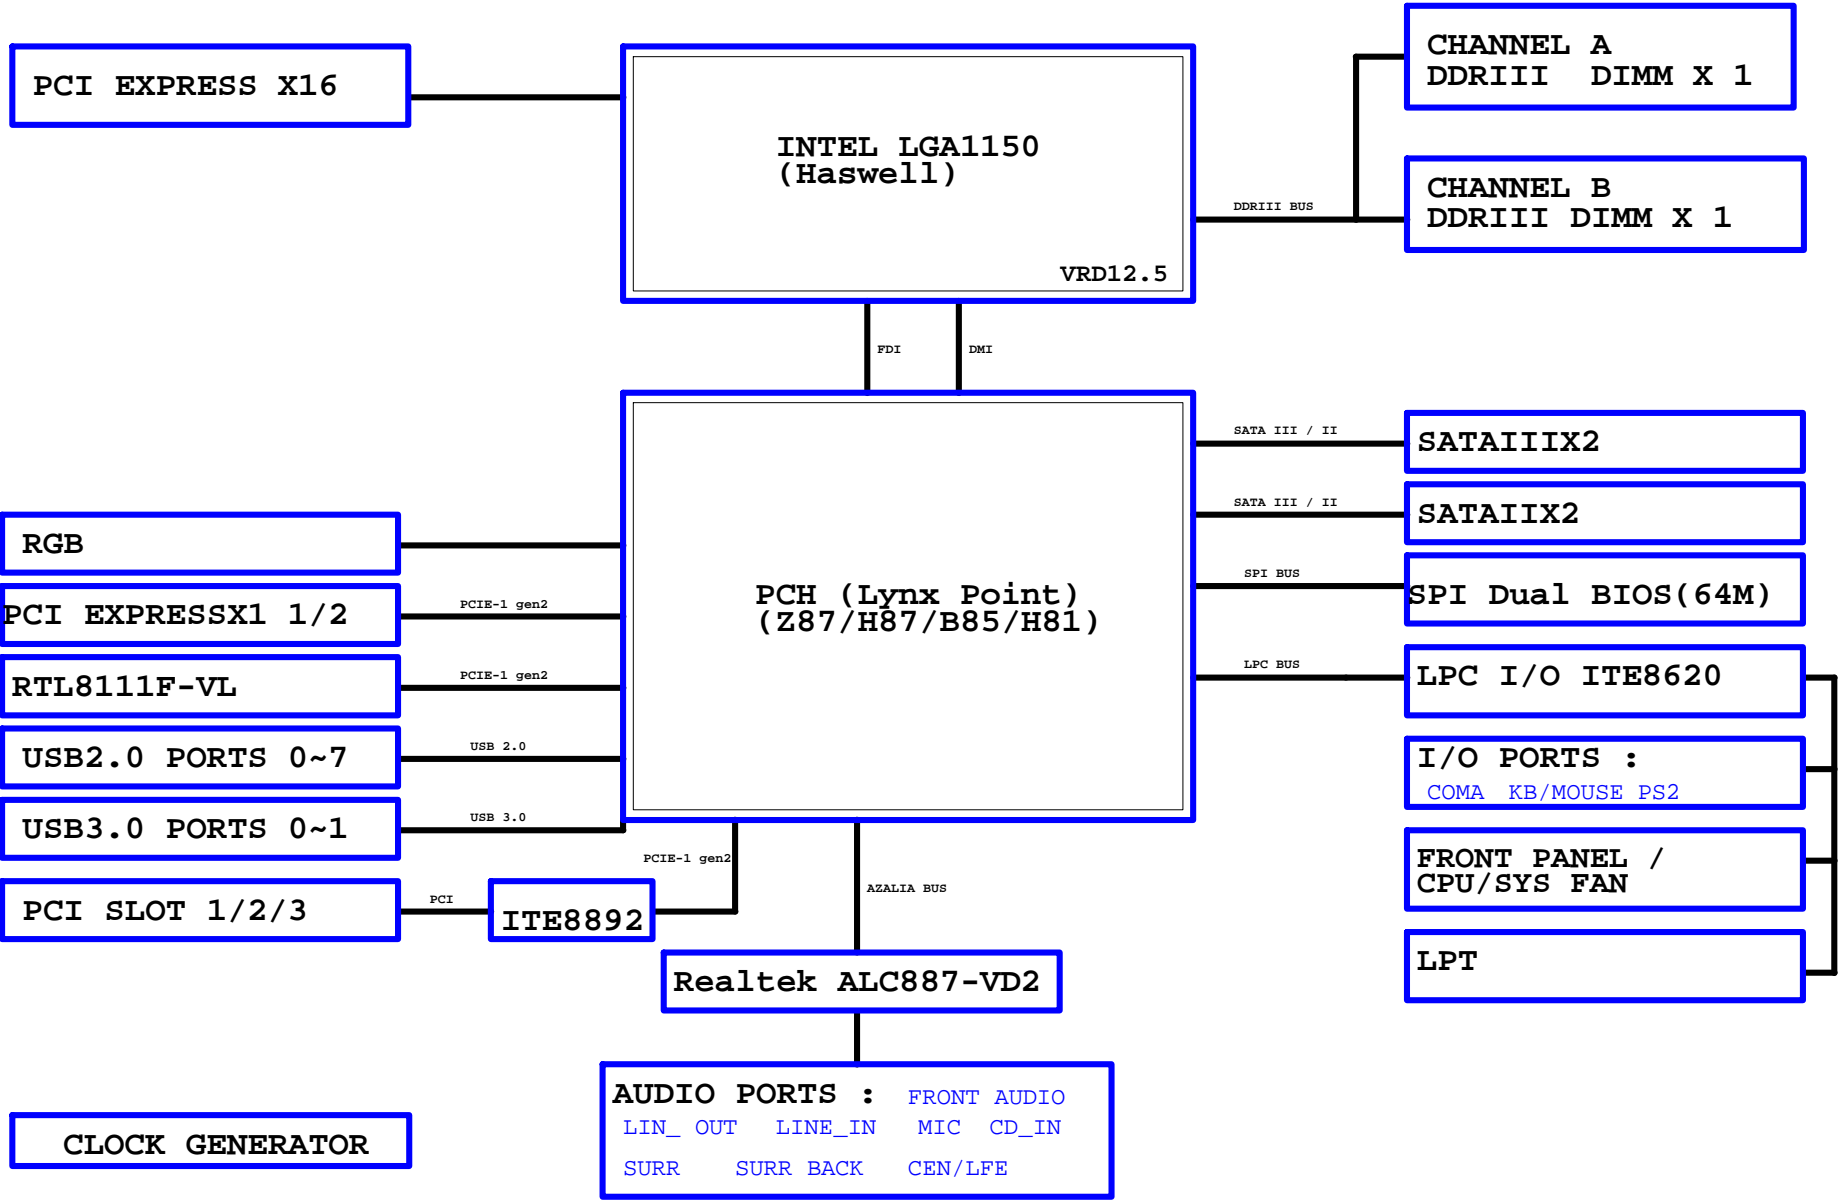 PCI EXPRESS X16
INTEL LGA1150
(Haswell)
VRD12.5
CHANNEL A
DDRIII DIMM X 1
DDRIII BUS
CHANNEL B
DDRIII DIMM X 1
FDI
DMI
PCH (Lynx Point)
(Z87/H87/B85/H81)
SATA III / II
SATAIIIX2
SATA III / II
SATAIIX2
SPI BUS
SPI Dual BIOS(64M)
LPC BUS
LPC I/O ITE8620
I/O PORTS :
COMA KB/MOUSE PS2
FRONT PANEL /
CPU/SYS FAN
LPT
RGB
PCI EXPRESSX1 1/2
PCIE-1 gen2
RTL8111F-VL
PCIE-1 gen2
USB2.0 PORTS 0~7
USB 2.0
USB3.0 PORTS 0~1
USB 3.0
PCI SLOT 1/2/3
PCI
ITE8892
PCIE-1 gen2
AZALIA BUS
Realtek ALC887-VD2
AUDIO PORTS : FRONT AUDIO
LIN_ OUT LINE_IN MIC CD_IN
SURR SURR BACK CEN/LFE
CLOCK GENERATOR